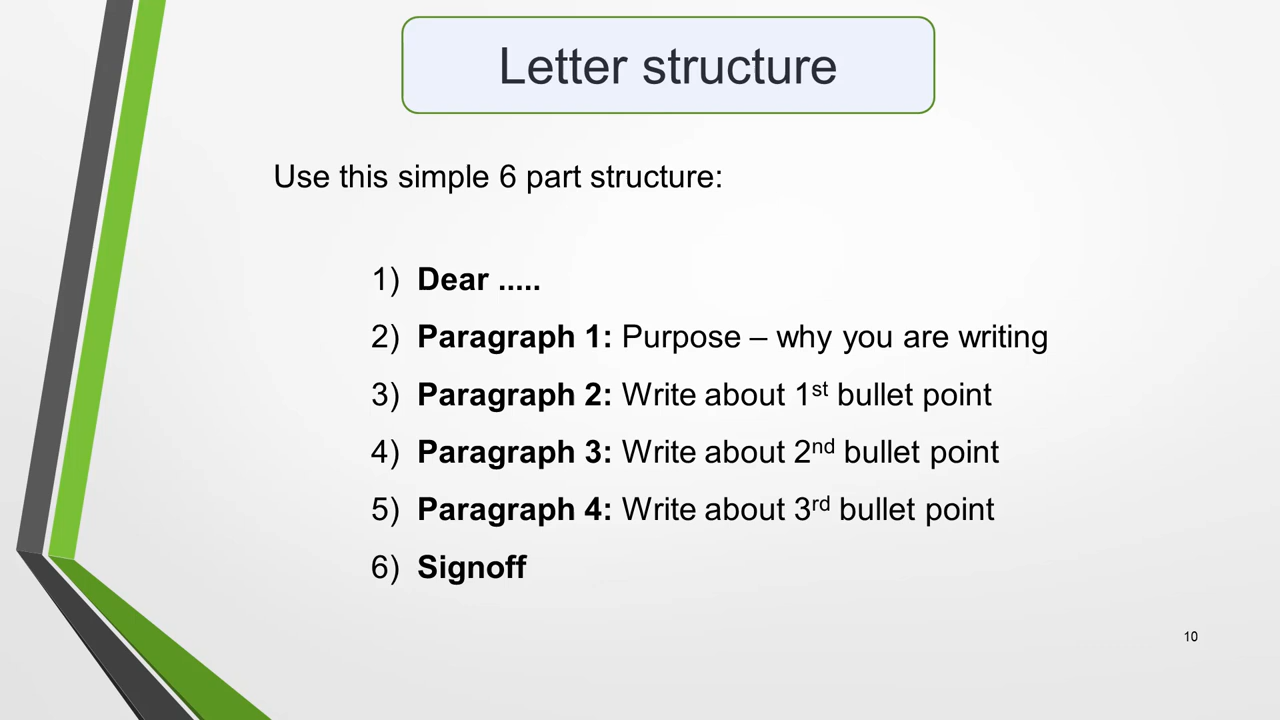 Letter structure
Use this simple 6 part structure:
1) Dear .....
2) Paragraph 1: Purpose – why you are writing
3) Paragraph 2: Write about 1st bullet point
4) Paragraph 3: Write about 2nd bullet point
5) Paragraph 4: Write about 3rd bullet point
6) Signoff
10